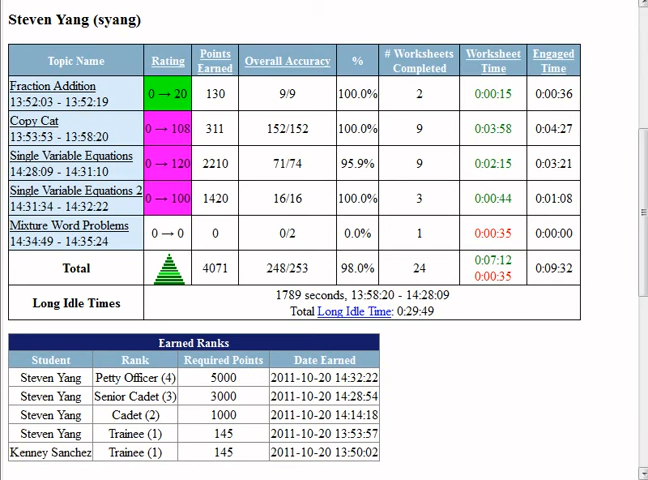 Steven Yang (syang)
Topic Name Rating Points Earned Overall Accuracy % # Worksheets Completed Worksheet Time Engaged Time
Fraction Addition 13:52:03 - 13:52:19 0 → 20 130 9/9 100.0% 2 0:00:15 0:00:36
Copy Cat 13:53:53 - 13:58:20 0 → 108 311 152/152 100.0% 9 0:03:58 0:04:27
Single Variable Equations 14:28:09 - 14:31:10 0 → 120 2210 71/74 95.9% 9 0:02:15 0:03:21
Single Variable Equations 2 14:31:34 - 14:32:22 0 → 100 1420 16/16 100.0% 3 0:00:44 0:01:08
Mixture Word Problems 14:34:49 - 14:35:24 0 → 0 0 0/2 0.0% 1 0:00:35 0:00:00
Total 4071 248/253 98.0% 24 0:07:12 0:00:35 0:09:32
Long Idle Times 1789 seconds, 13:58:20 - 14:28:09
Total Long Idle Time: 0:29:49
Earned Ranks
Student Rank Required Points Date Earned
Steven Yang Petty Officer (4) 5000 2011-10-20 14:32:22
Steven Yang Senior Cadet (3) 3000 2011-10-20 14:28:54
Steven Yang Cadet (2) 1000 2011-10-20 14:14:18
Steven Yang Trainee (1) 145 2011-10-20 13:53:57
Kenney Sanchez Trainee (1) 145 2011-10-20 13:50:02